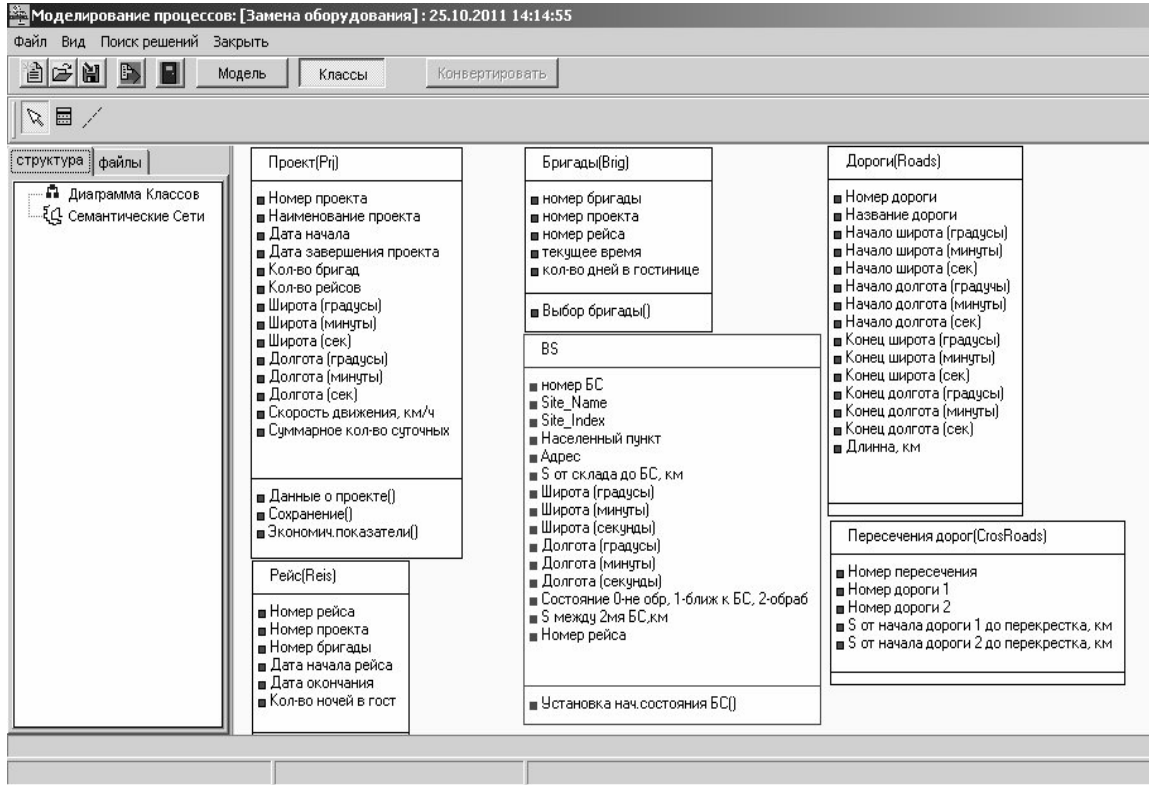 Моделирование процессов: [Замена оборудования] : 25.10.2011 14:14:55
Файл Вид Поиск решений Закрыть
Модель Классы Конвертировать
структура файлы
Диаграмма Классов
Семантические Сети
Проект(Prj)
Номер проекта
Наименование проекта
Дата начала
Дата завершения проекта
Кол-во бригад
Кол-во рейсов
Широта (градусы)
Широта (минуты)
Широта (сек)
Долгота (градусы)
Долгота (минуты)
Долгота (сек)
Скорость движения, км/ч
Суммарное кол-во суточных
Данные о проекте()
Сохранение()
Экономич.показатели()
Рейс(Reis)
Номер рейса
Номер проекта
Номер бригады
Дата начала рейса
Дата окончания
Кол-во ночей в гост
Бригады(Brig)
номер бригады
номер проекта
номер рейса
текущее время
кол-во дней в гостинице
Выбор бригады()
BS
номер БС
Site_Name
Site_Index
Населенный пункт
Адрес
S от склада до БС, км
Широта (градусы)
Широта (минуты)
Широта (секунды)
Долгота (градусы)
Долгота (минуты)
Долгота (секунды)
Состояние 0-не обр, 1-ближ к БС, 2-обраб
S между 2мя БС,км
Номер рейса
Установка нач.состояния БС()
Дороги(Roads)
Номер дороги
Название дороги
Начало широта (градусы)
Начало широта (минуты)
Начало широта (сек)
Начало долгота (градучы)
Начало долгота (минуты)
Начало долгота (сек)
Конец широта (градусы)
Конец широта (минуты)
Конец широта (сек)
Конец долгота (градусы)
Конец долгота (минуты)
Конец долгота (сек)
Длинна, км
Пересечения дорог(CrosRoads)
Номер пересечения
Номер дороги 1
Номер дороги 2
S от начала дороги 1 до перекрестка, км
S от начала дороги 2 до перекрестка, км